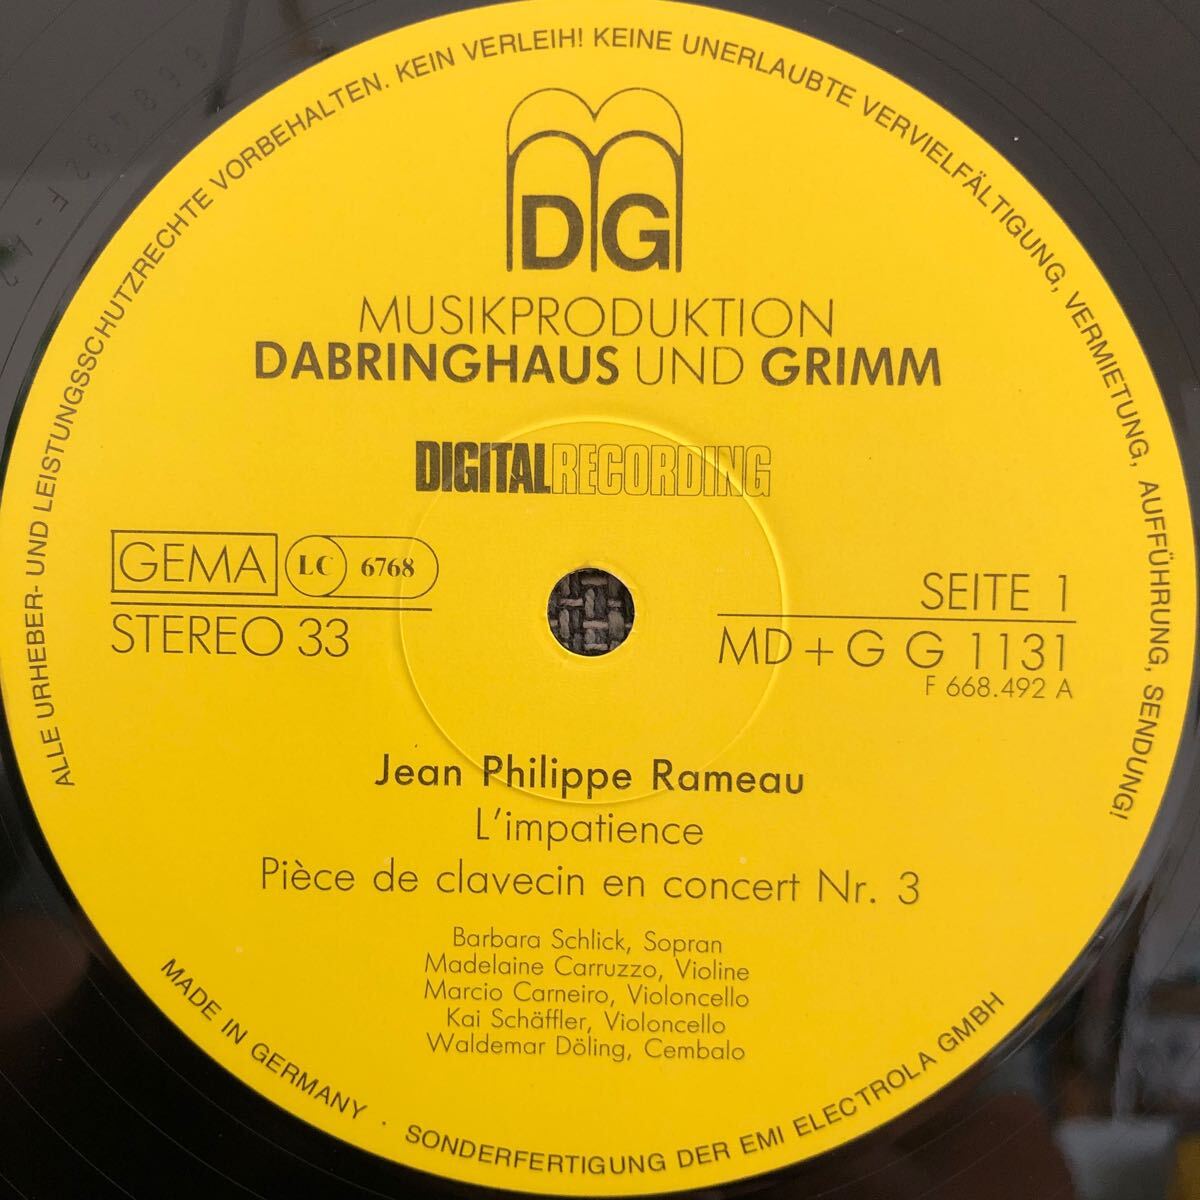 ALLE URHEBER- UND LEISTUNGSSCHUTZRECHTE VORBEHALTEN. KEIN VERLEIH! KEINE UNERLAUBTE VERVIELFÄLTIGUNG, VERMIETUNG, AUFFÜHRUNG, SENDUNG!
DG
MUSIKPRODUKTION
DABRINGHAUS UND GRIMM
DIGITAL RECORDING
GEMA LC 6768
STEREO 33
SEITE 1
MD + G G 1131
F 668.492 A
Jean Philippe Rameau
L'impatience
Pièce de clavecin en concert Nr. 3
Barbara Schlick, Sopran
Madelaine Carruzzo, Violine
Marcio Carneiro, Violoncello
Kai Schäffler, Violoncello
Waldemar Döling, Cembalo
MADE IN GERMANY · SONDERFERTIGUNG DER EMI ELECTROLA GMBH